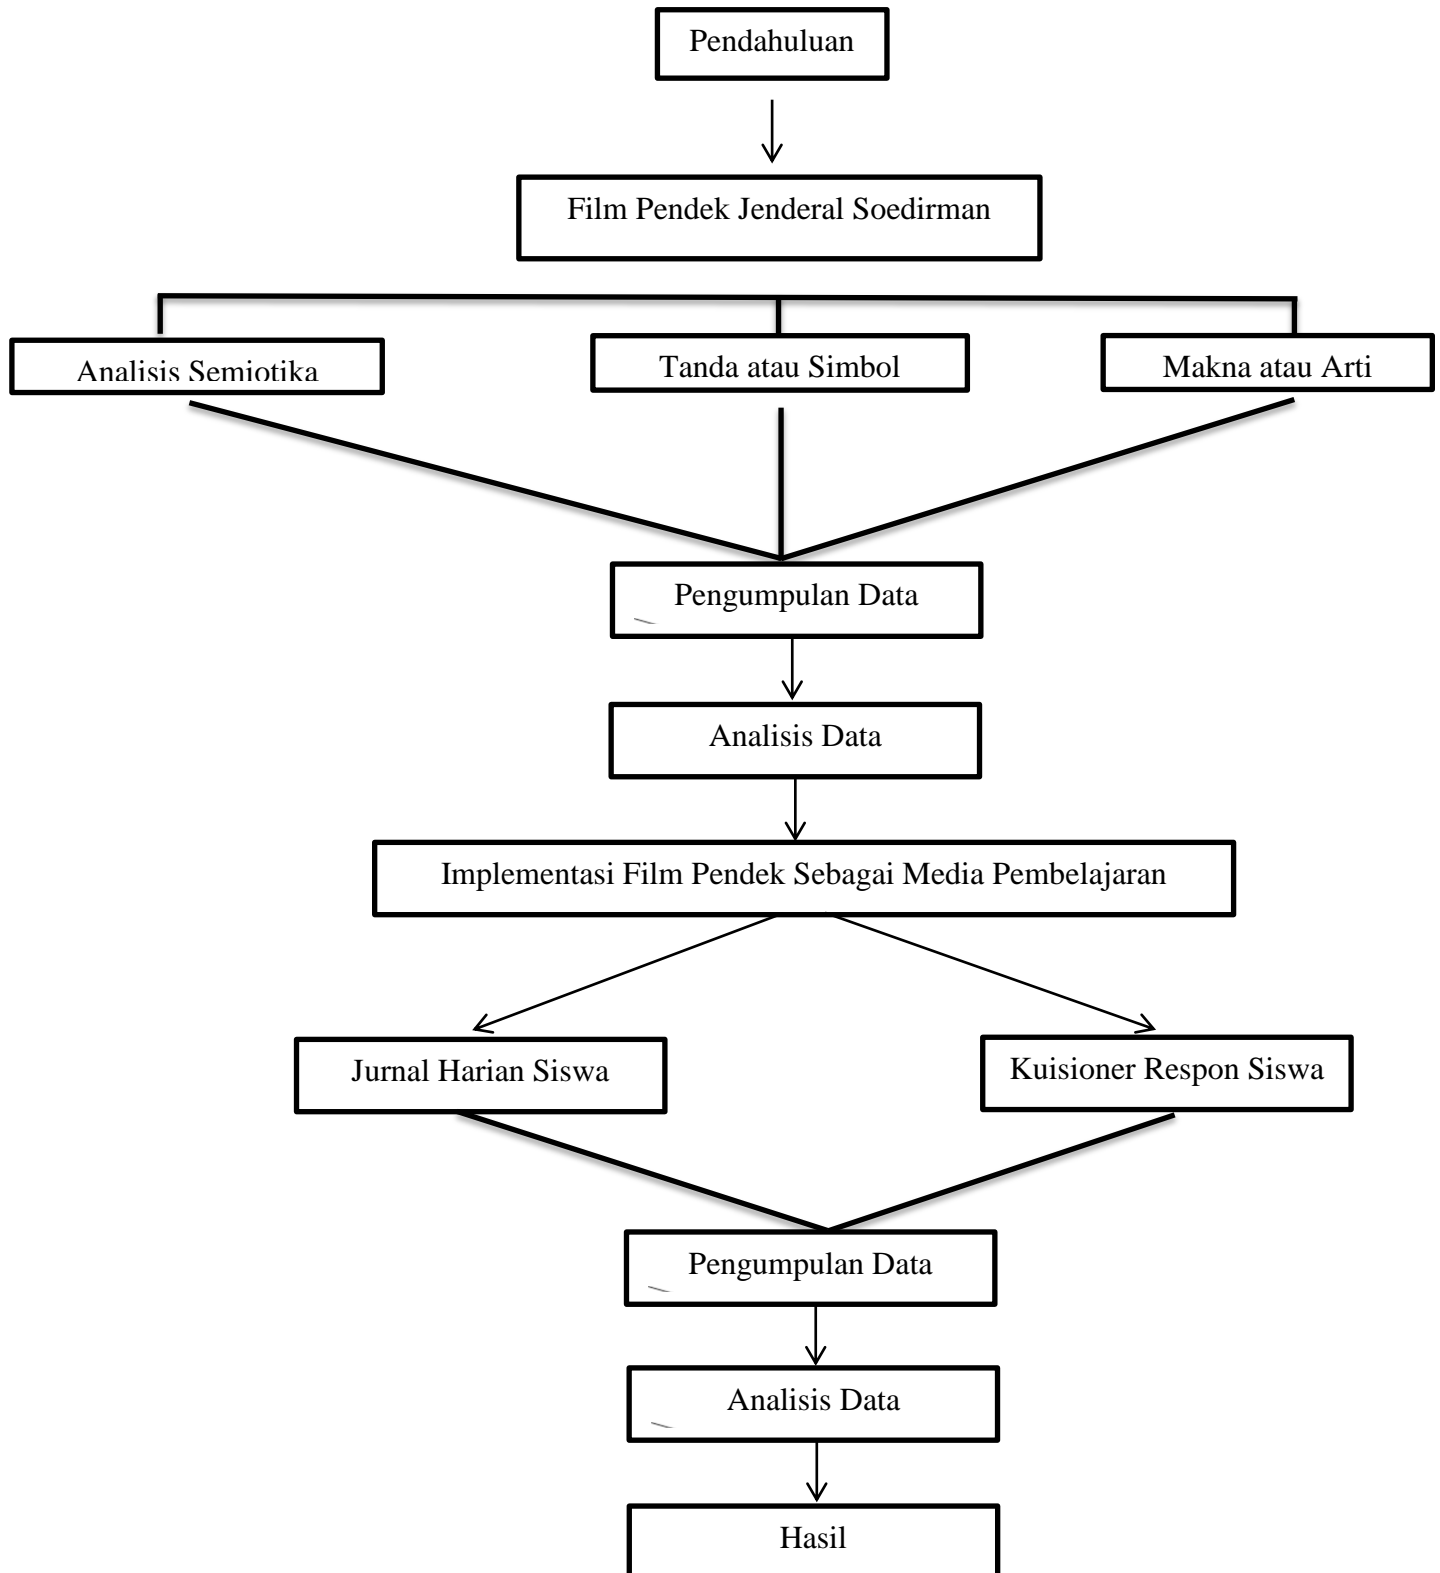 Pendahuluan
Film Pendek Jenderal Soedirman
Analisis Semiotika
Tanda atau Simbol
Makna atau Arti
Pengumpulan Data
Analisis Data
Implementasi Film Pendek Sebagai Media Pembelajaran
Jurnal Harian Siswa
Kuisioner Respon Siswa
Pengumpulan Data
Analisis Data
Hasil